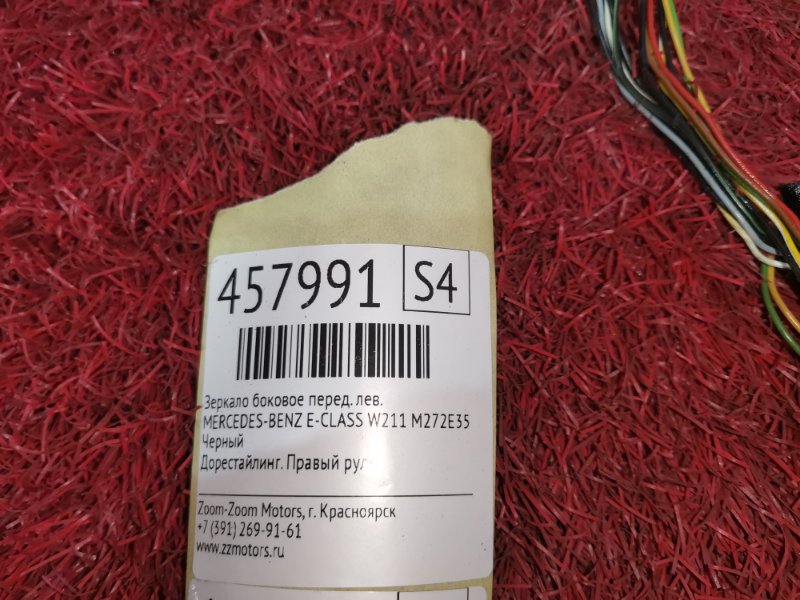 457991 S4
Зеркало боковое перед. лев.
MERCEDES-BENZ E-CLASS W211 M272E35
Черный
Дорестайлинг. Правый
Zoom-Zoom Motors, г. Красноярск
+7 (391) 269-91-61
www.zzmotors.ru